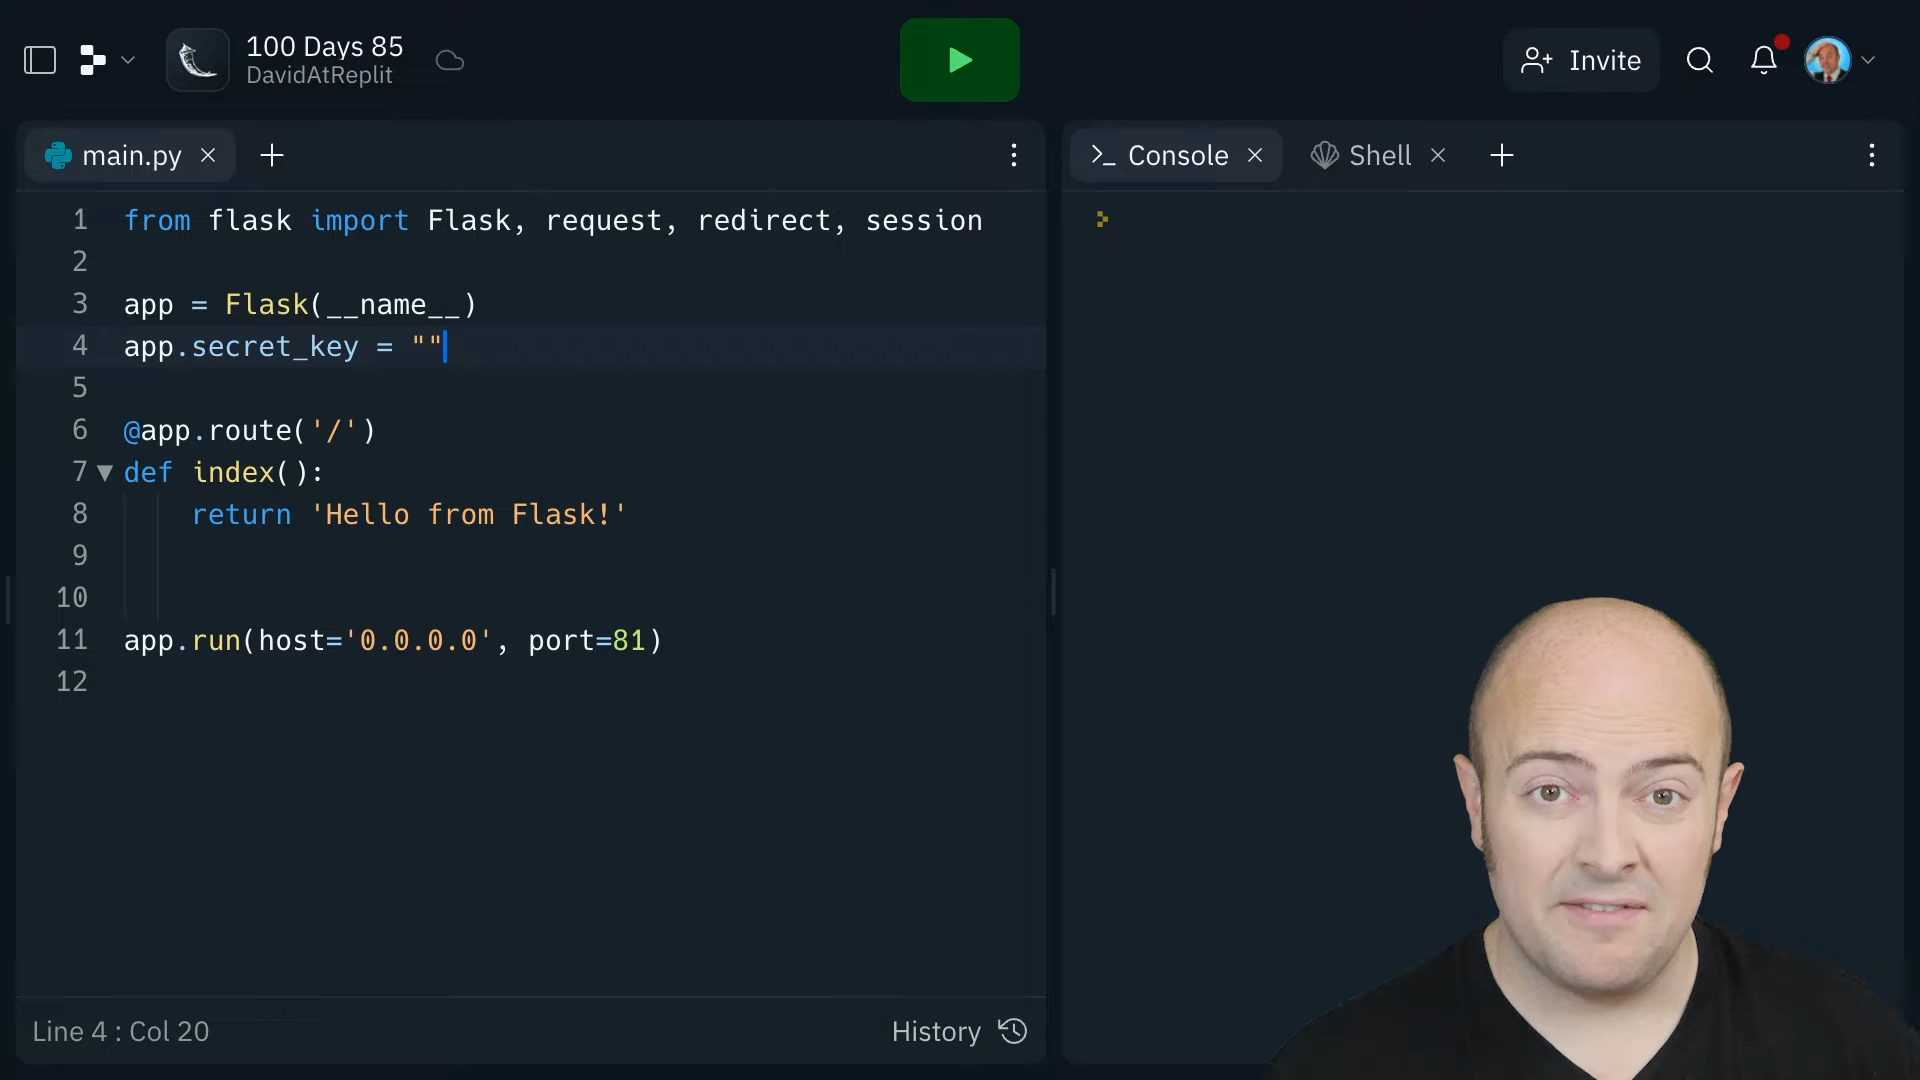 100 Days 85
DavidAtReplit
Invite
main.py
Console
Shell
1 from flask import Flask, request, redirect, session
2
3 app = Flask(__name__)
4 app.secret_key = ""
5
6 @app.route('/')
7 def index():
8 return 'Hello from Flask!'
9
10
11 app.run(host='0.0.0.0', port=81)
12
Line 4 : Col 20
History